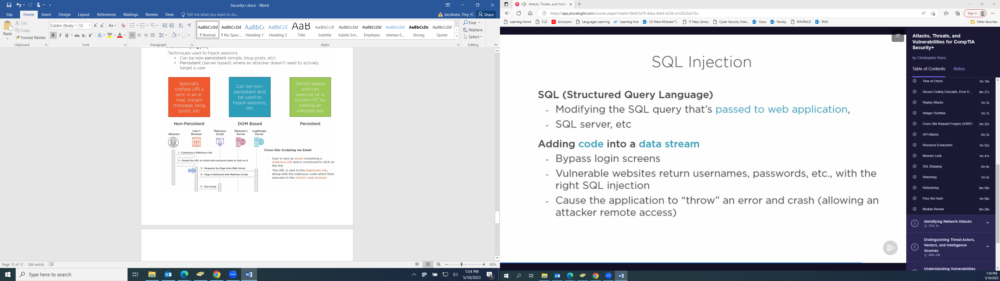 Security+.docx - Word
File Home Insert Design Layout References Mailings Review View Tell me what you want to do... Jacobsen, Trey /C Share
Paste
Cut
Copy
Format Painter
Clipboard
Calibri (Body) 12
Font
Paragraph
AaBbCcDd AaBbCcDd AaBbCc AaBbCcD AaB AaBbCcD AaBbCcDd AaBbCcDd AaBbCcDd AaBbCcDc AaBbCcDd
¶ Normal ¶ No Spac... Heading 1 Heading 2 Title Subtitle Subtle Em... Emphasis Intense E... Strong Quote
Styles
Find
Replace
Select
Editing
Techniques used to hijack sessions
• Can be non-persistent (emails, blog posts, etc)
• Persistent (server based) where an attacker doesn't need to actively
target a user
Specially
crafted URLs
sent in an e-
mail, instant
message, blog
posts, etc
Non-Persistent
Can be non-
persistent and
be used to
hijack sessions,
etc
DOM Based
Server based
and can
execute on a
victim's PC by
visiting an
infected site
Persistent
Attacker
User's
Browser
Malicious
Script
Attacker's
Server
Legitimate
Server
1 - Constructs a Malicious Link
2 - Emails the URL to victim and convinces them to click on it
3 - Requests the Page from Web Server
4 - Page is Returned with Malicious Script
5 - Run Script
Cross-Site Scripting via Email
- User is sent an email containing a
malicious link and is convinced to click on
the link
- The URL is sent to the legitimate site,
along with the malicious code which then
executes in the victim's web browser
Page 10 of 12 286 words 80%
Type here to search
1:54 PM
5/10/2023
1
Attacks, Threats, and Vulner
https://app.pluralsight.com/course-player?clipId=0b425a76-4dca-4eb6-b23b-e1c0225a37bc
Sign in
Learning Home CLO Acronyms Languages Learning Learning Hub CX West-Midwest T... IT Help Library Cyber Security Vide... Oasis Parsley EMURALD EMG Other favorites
SQL Injection
SQL (Structured Query Language)
- Modifying the SQL query that's passed to web application,
- SQL server, etc
Adding code into a data stream
- Bypass login screens
- Vulnerable websites return usernames, passwords, etc., with the
right SQL injection
- Cause the application to "throw" an error and crash (allowing an
attacker remote access)
Attacks, Threats, and
Vulnerabilities for CompTIA
Security+
by Christopher Rees
Table of Contents Notes
Time of Check 1m 14s
Secure Coding Concepts, Error H... 4m 27s
Replay Attacks 1m 3s
Integer Overflow 1m 7s
Cross Site Request Forgery (XSRF) 2m 32s
API Attacks 2m 3s
Resource Exhaustion 1m 52s
Memory Leak 1m 41s
SSL Stripping 2m 6s
Shimming 1m 5s
Refactoring 0m 59s
Pass the Hash 1m 56s
Module Review 0m 29s
5 Identifying Network Attacks
37m 1s
6 Distinguishing Threat Actors,
Vectors, and Intelligence
Sources
40m 24s
Understanding Vulnerabilities
1:54 PM
5/10/2023